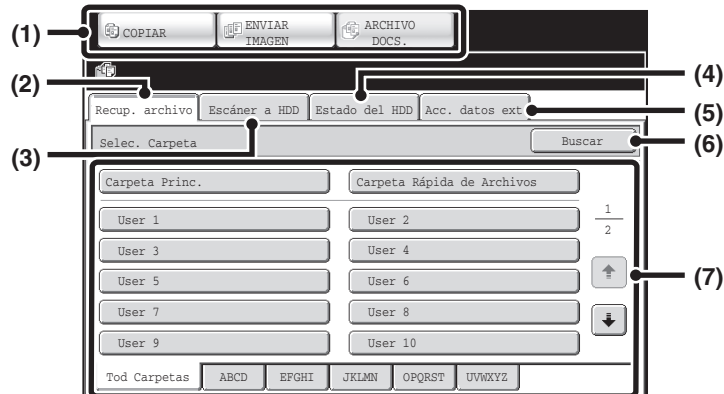 (1)
COPIAR
ENVIAR
IMAGEN
ARCHIVO
DOCS.
(2)
(4)
Recup. archivo
Escáner a HDD
Estado del HDD
Acc. datos ext
(5)
(3)
Selec. Carpeta
Buscar
(6)
Carpeta Princ.
Carpeta Rápida de Archivos
User 1
User 2
1
2
User 3
User 4
User 5
User 6
(7)
User 7
User 8
User 9
User 10
Tod Carpetas
ABCD
EFGHI
JKLMN
OPQRST
UVWXYZ